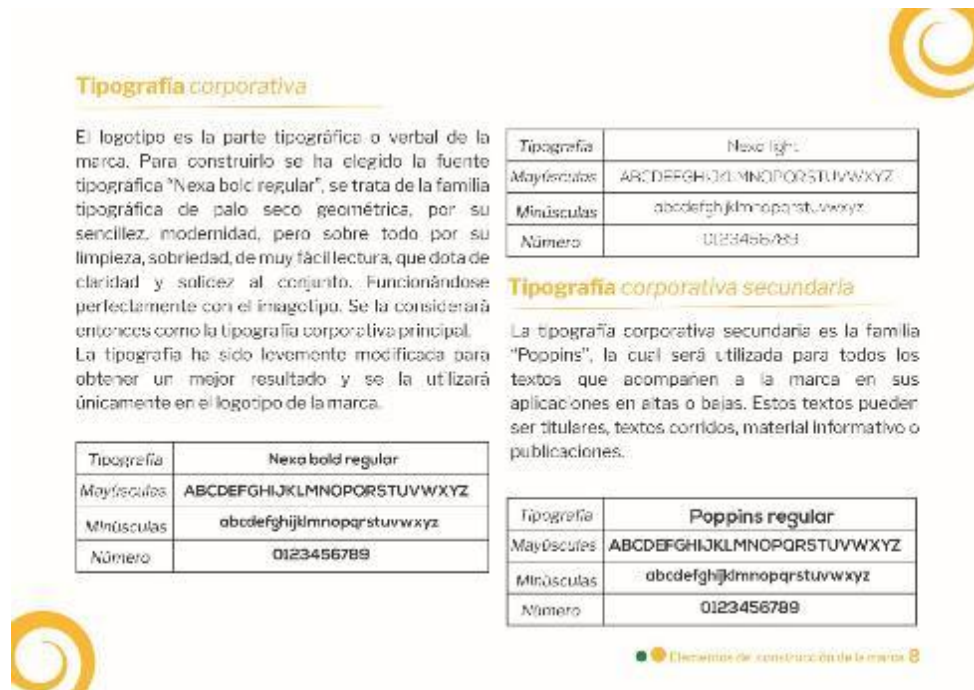 Tipografía corporativa
El logotipo es la parte tipográfica o verbal de la
marca. Para construirlo se ha elegido la fuente
tipográfica "Nexa bold regular", se trata de la familia
tipográfica de palo seco geométrica, por su
sencillez, modernidad, pero sobre todo por su
limpieza, sobriedad, de muy fácil lectura, que dota de
claridad y solidez al conjunto. Funcionándose
perfectamente con el imagotipo. Se la considerará
entonces como la tipografía corporativa principal.
La tipografía ha sido levemente modificada para
obtener un mejor resultado y se la utilizará
únicamente en el logotipo de la marca.
Tipografía Nexa bold regular
Mayúsculas ABCDEFGHIJKLMNOPQRSTUVWXYZ
Minúsculas abcdefghijklmnopqrstuvwxyz
Número 0123456789
Tipografía Nexa light
Mayúsculas ABCDEFGHIJKLMNOPQRSTUVWXYZ
Minúsculas abcdefghijklmnopqrstuvwxyz
Número 0123456789
Tipografía corporativa secundaria
La tipografía corporativa secundaria es la familia
"Poppins", la cual será utilizada para todos los
textos que acompañen a la marca en sus
aplicaciones en altas o bajas. Estos textos pueden
ser titulares, textos corridos, material informativo o
publicaciones.
Tipografía Poppins regular
Mayúsculas ABCDEFGHIJKLMNOPQRSTUVWXYZ
Minúsculas abcdefghijklmnopqrstuvwxyz
Número 0123456789
Elementos de construcción de la marca 8